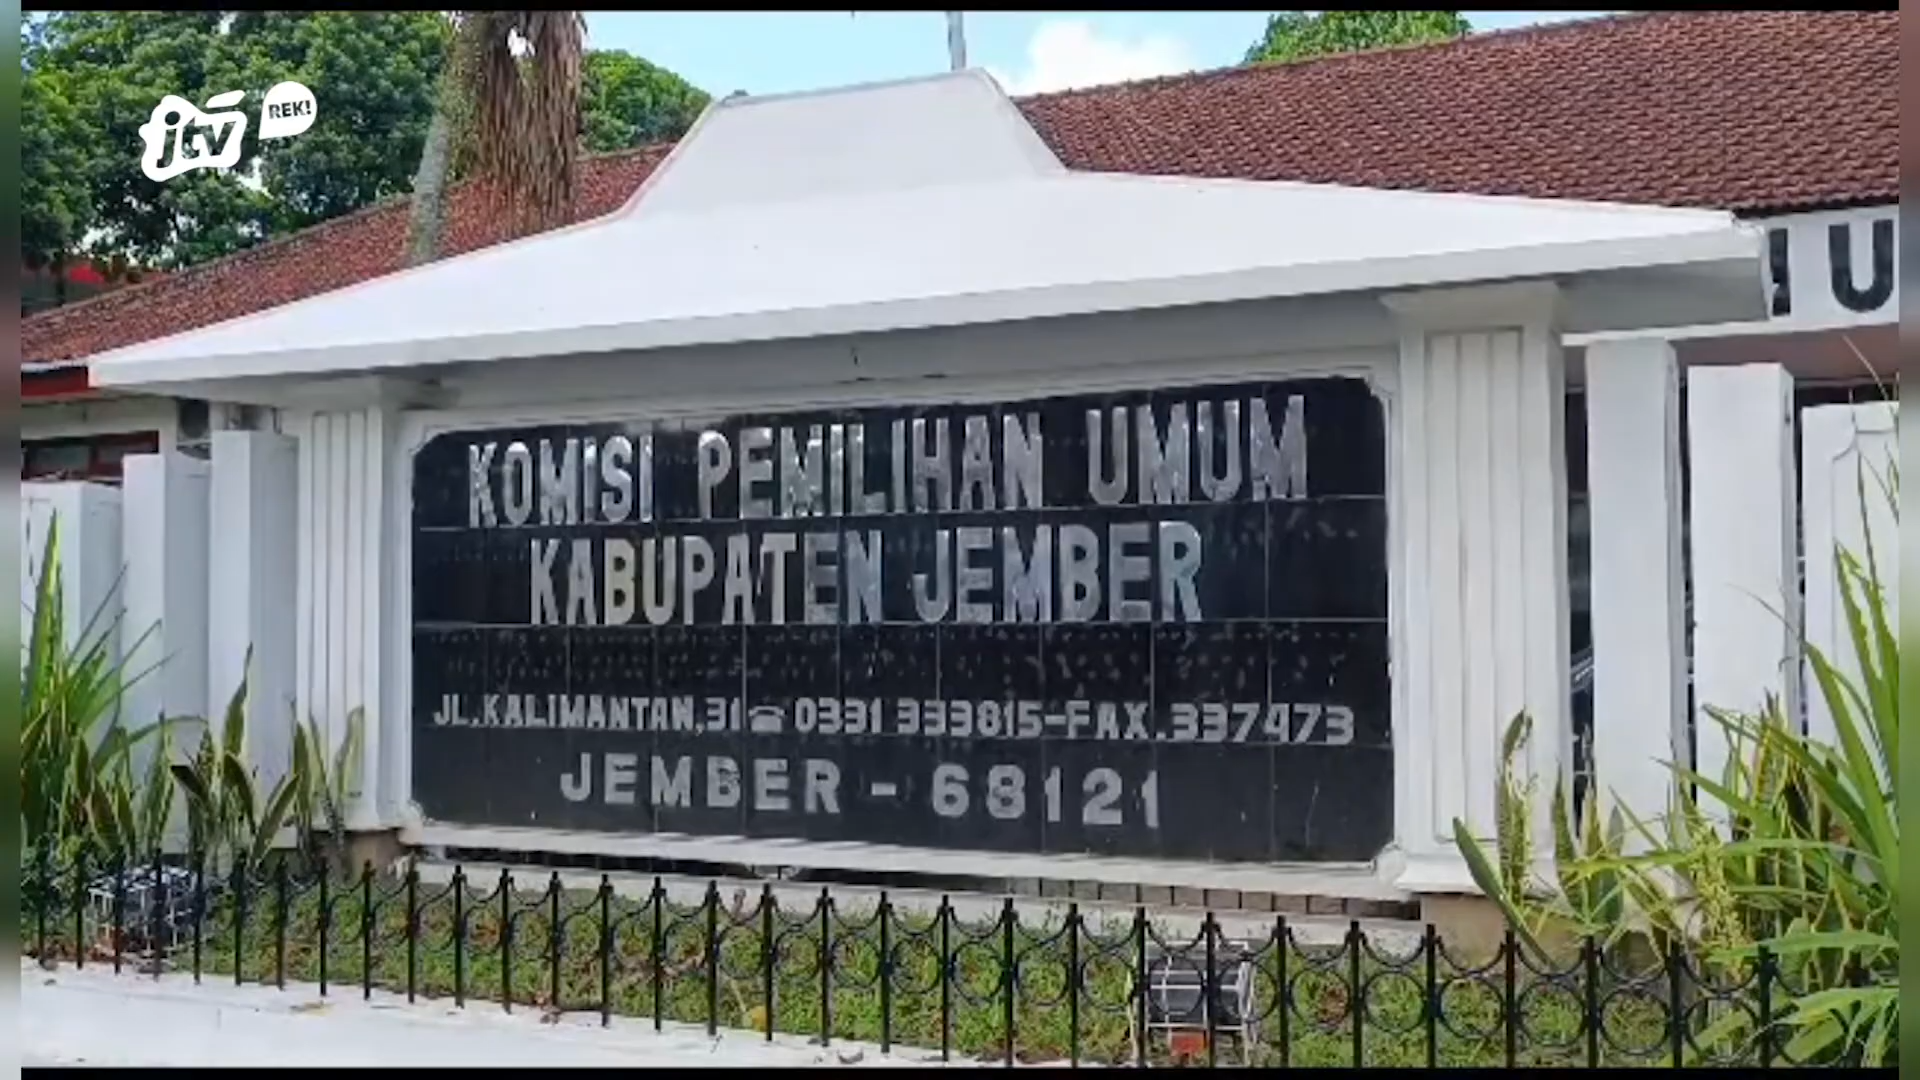 jtv REK!
U
KOMISI PEMILIHAN UMUM
KABUPATEN JEMBER
JL.KALIMANTAN,31 ☎ 0331 333815-FAX.337473
JEMBER - 68121